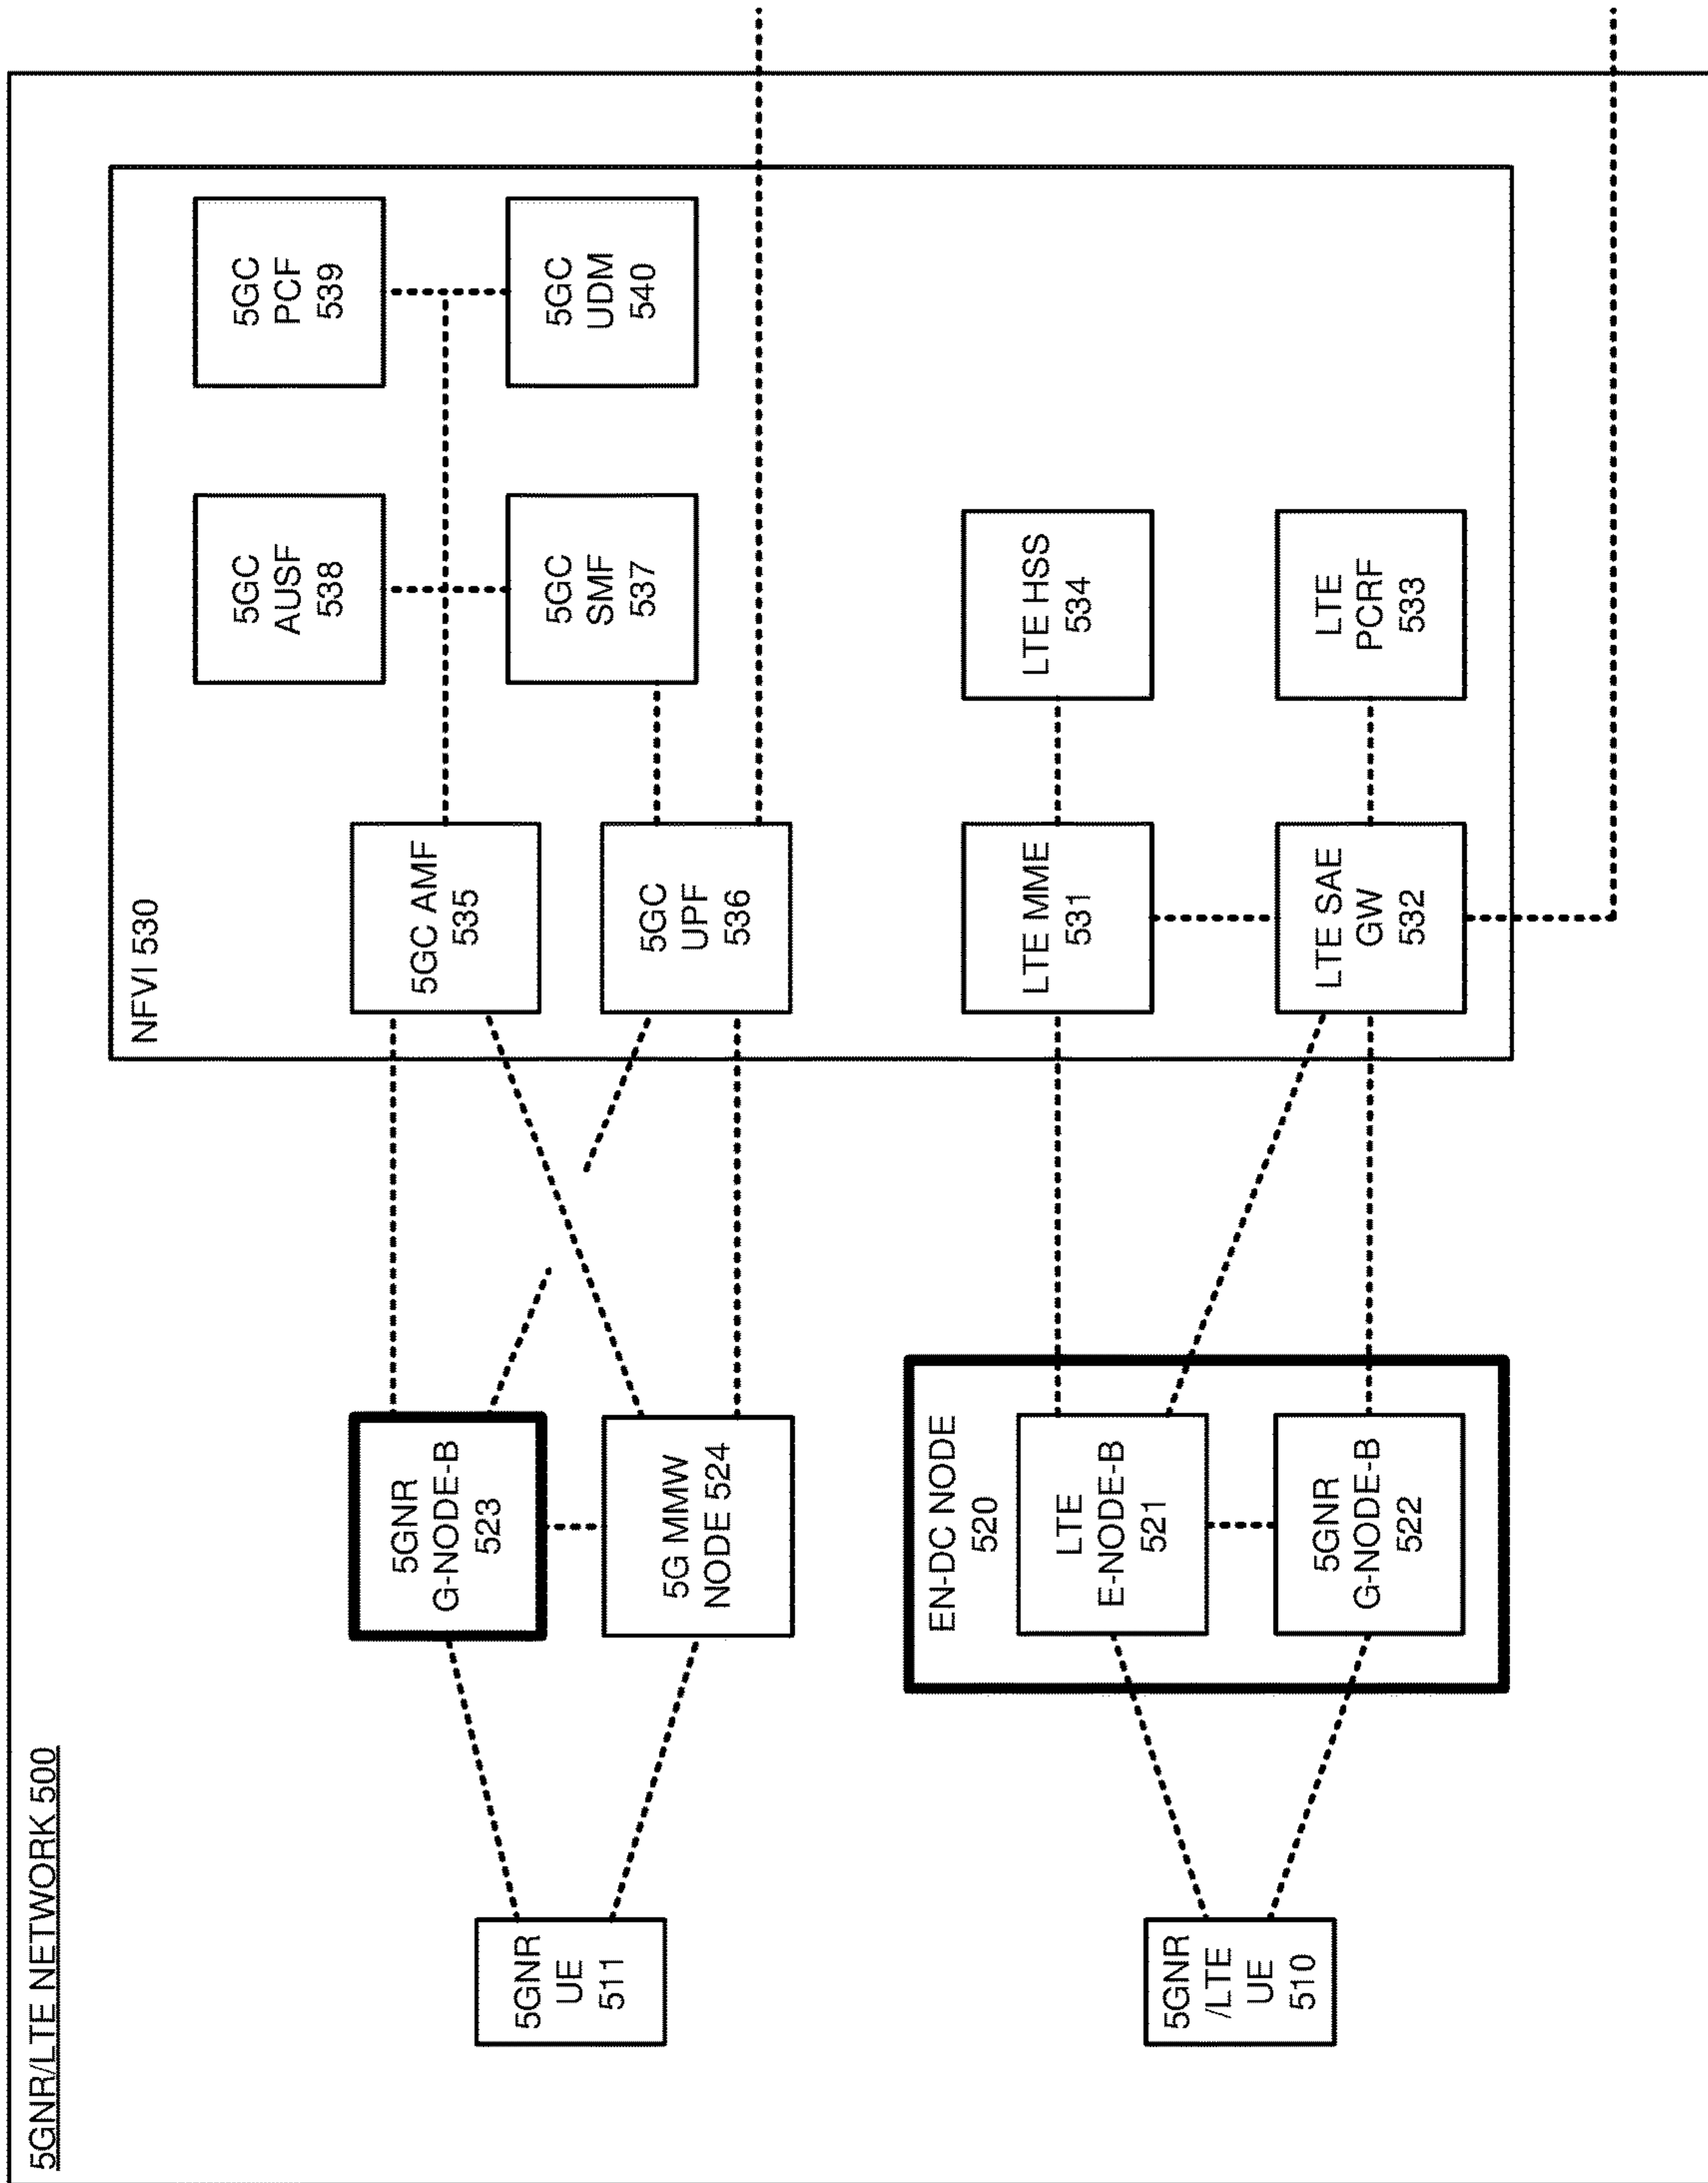 5GNR/LTE NETWORK 500
5GNR
UE
511
5GNR
G-NODE-B
523
5G MMW
NODE 524
NFVI 530
5GC AMF
535
5GC
UPF
536
5GC
AUSF
538
5GC
SMF
537
5GC
PCF
539
5GC
UDM
540
5GNR
/LTE
UE
510
EN-DC NODE
520
LTE
E-NODE-B
521
5GNR
G-NODE-B
522
LTE MME
531
LTE SAE
GW
532
LTE HSS
534
LTE
PCRF
533